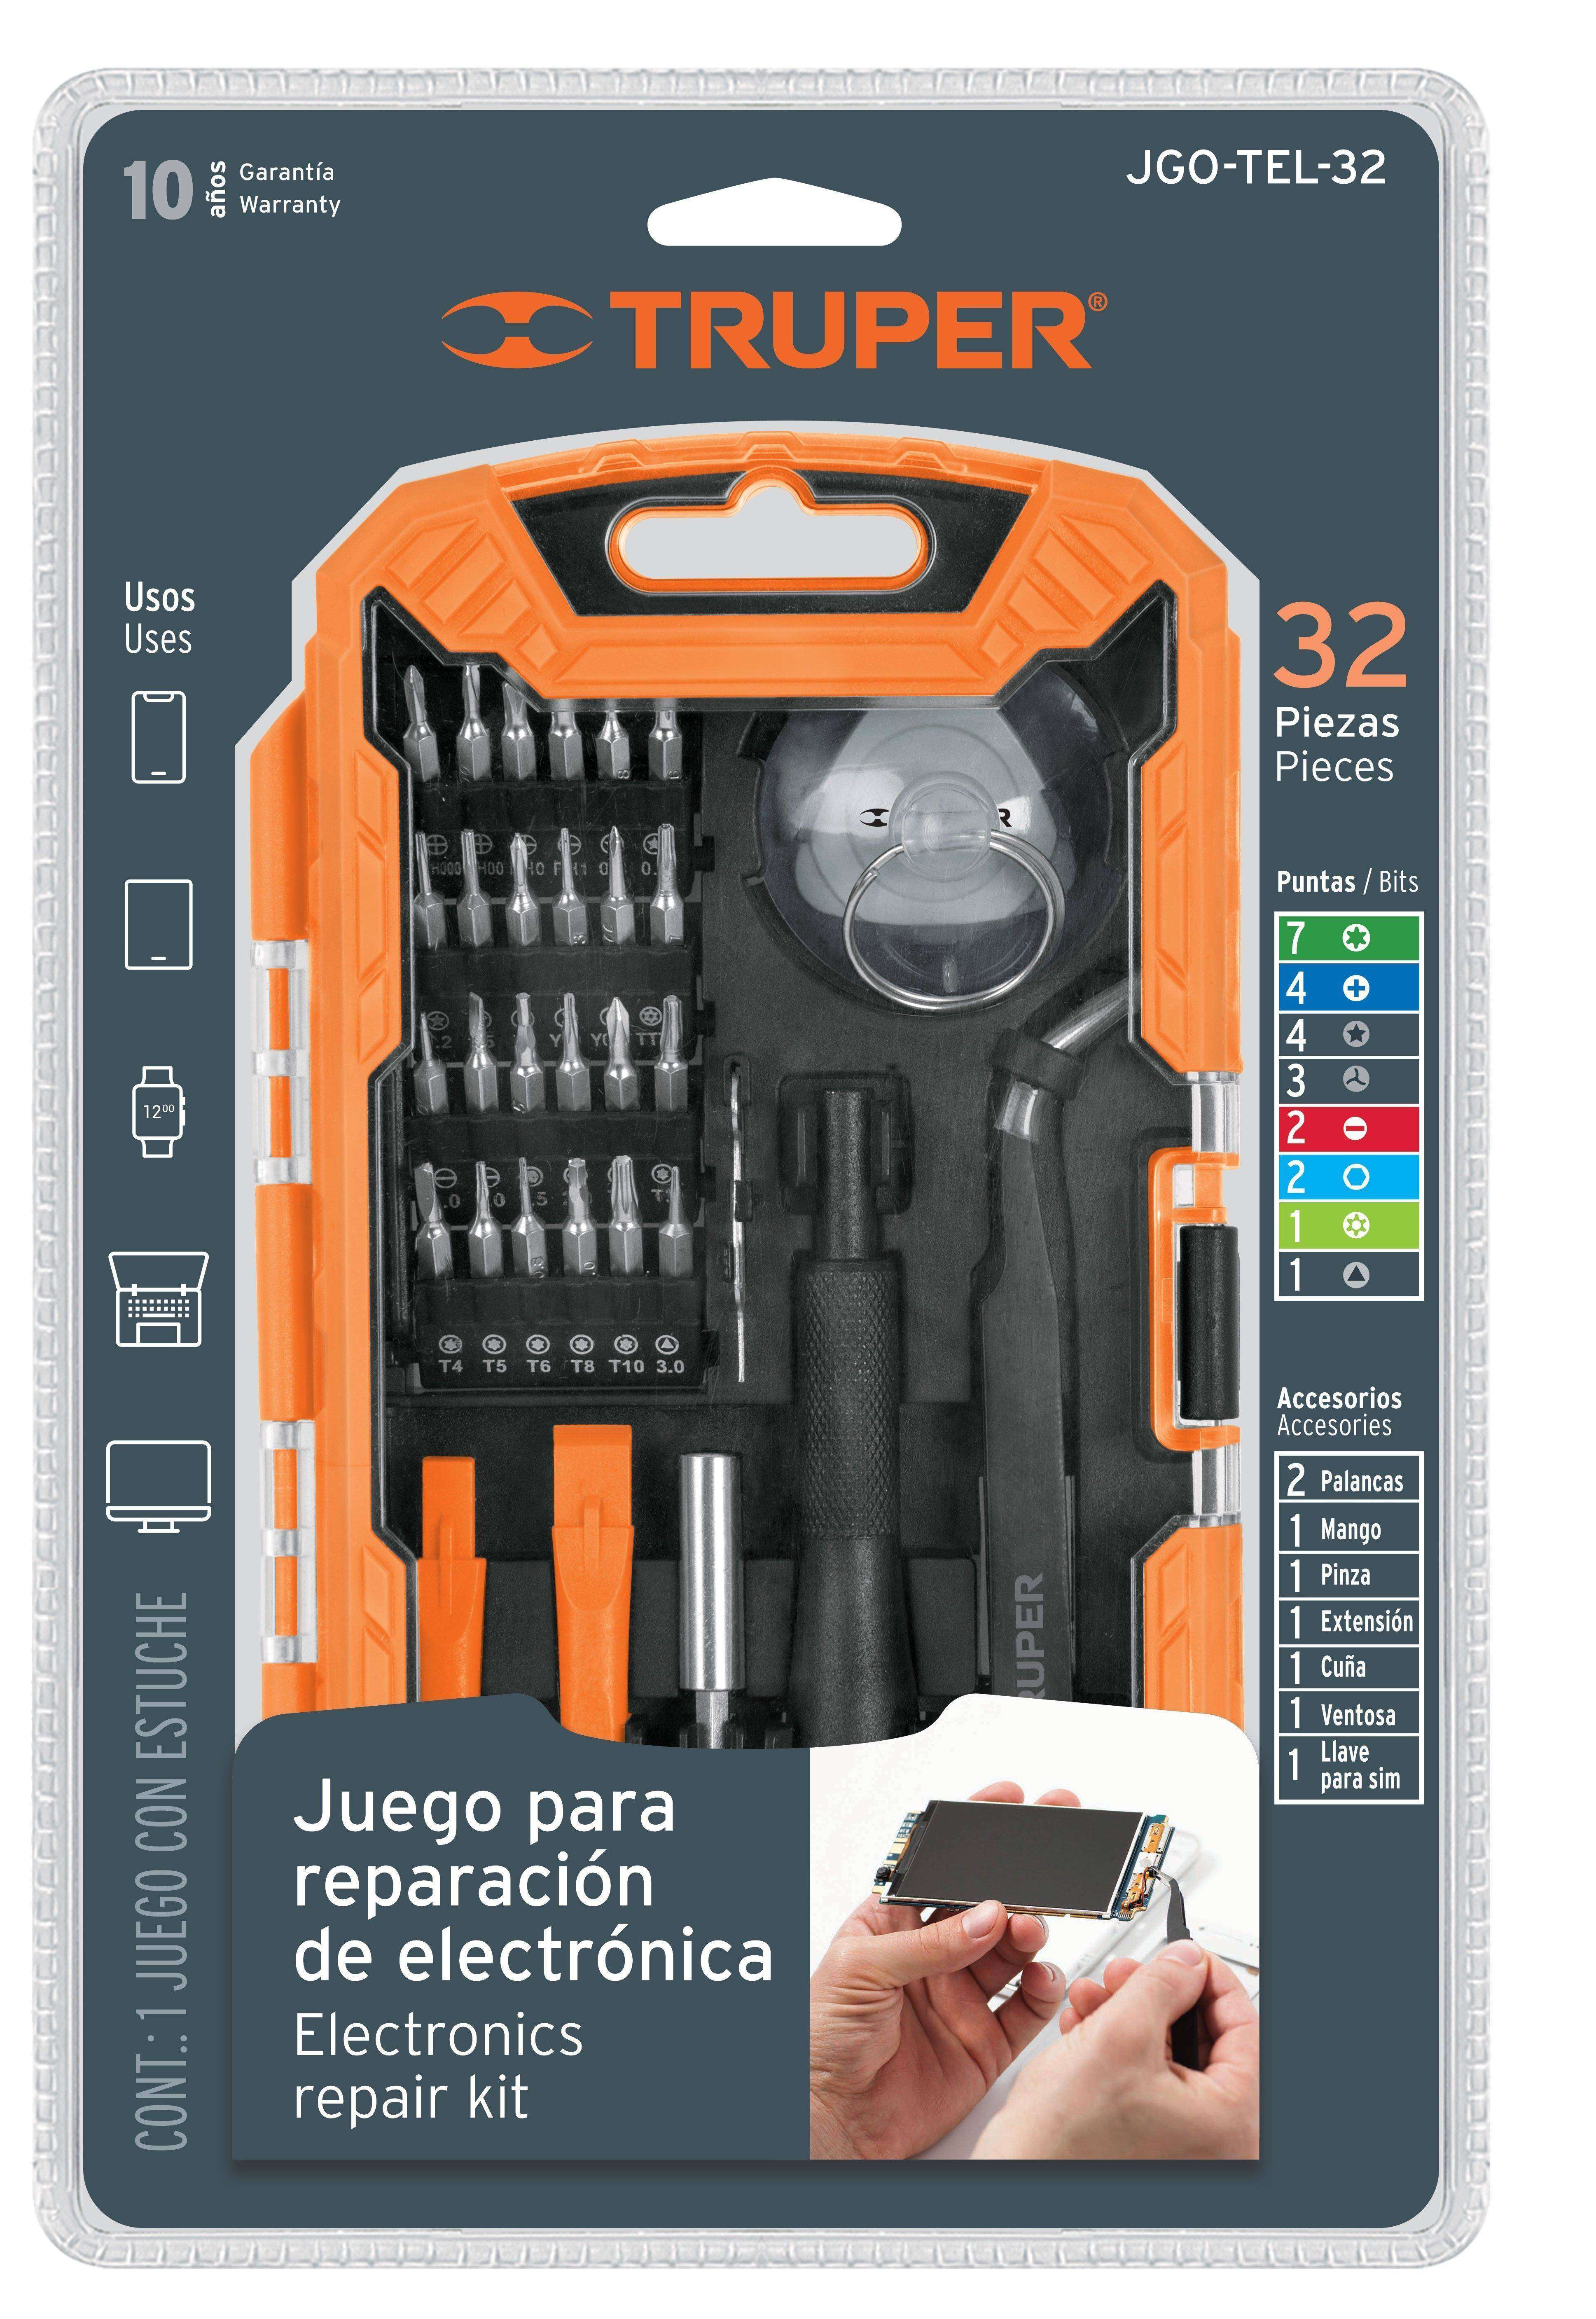 10 años Garantía
Warranty
JGO-TEL-32
TRUPER®
Usos
Uses
12⁰⁰
32
Piezas
Pieces
Puntas / Bits
7
4
4
3
2
2
1
1
Accesorios
Accesories
2 Palancas
1 Mango
1 Pinza
1 Extensión
1 Cuña
1 Ventosa
1 Llave
para sim
T4 T5 T6 T8 T10 3.0
CONT.: 1 JUEGO CON ESTUCHE
Juego para
reparación
de electrónica
Electronics
repair kit